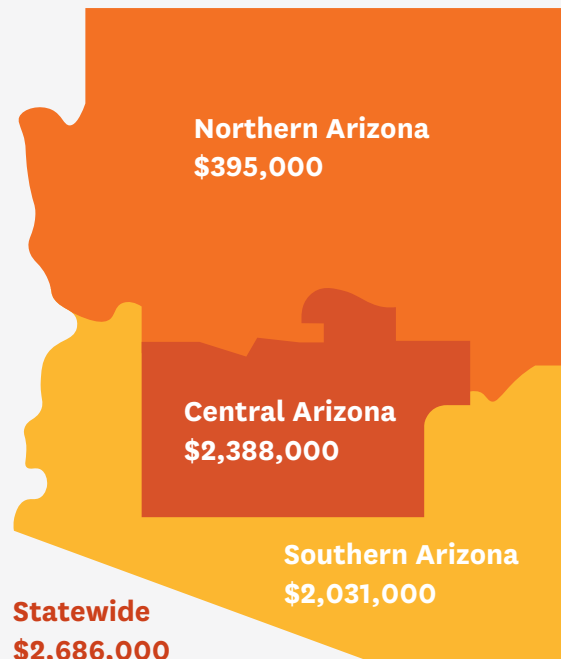 Northern Arizona
$395,000
Central Arizona
$2,388,000
Southern Arizona
$2,031,000
Statewide
$2,686,000